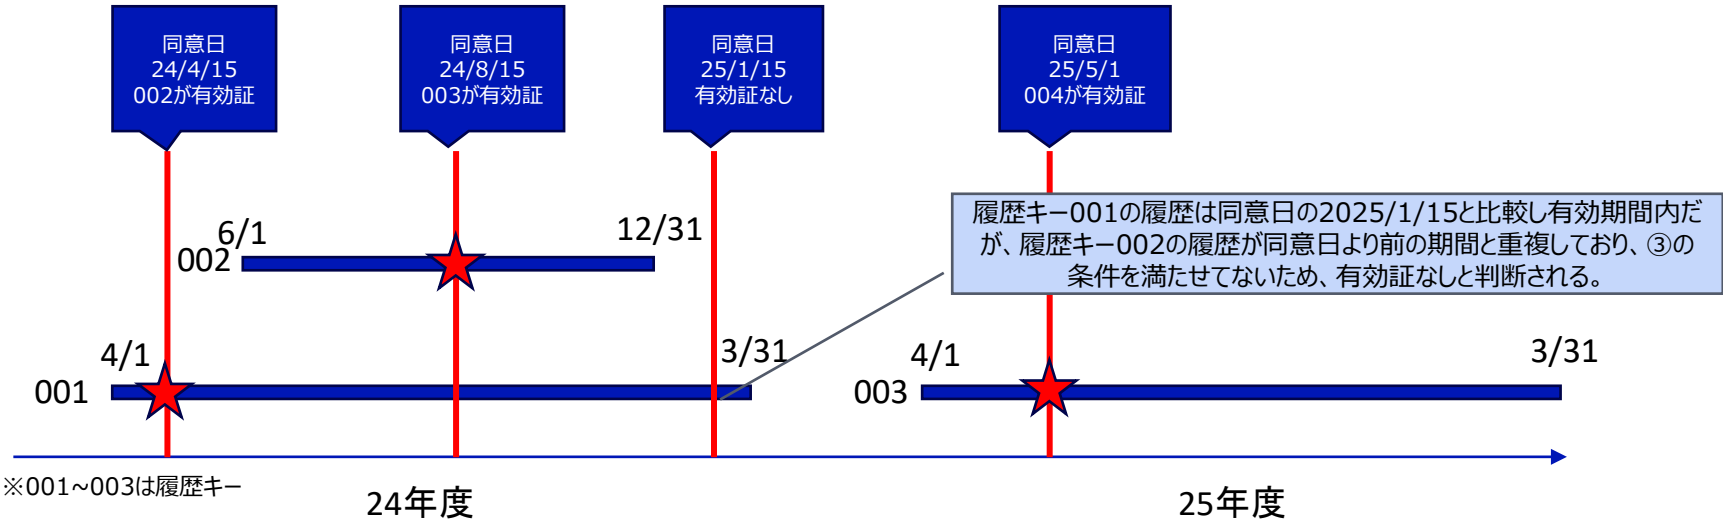 同意日
24/4/15
002が有効証
同意日
24/8/15
003が有効証
同意日
25/1/15
有効証なし
同意日
25/5/1
004が有効証
履歴キー001の履歴は同意日の2025/1/15と比較し有効期間内だ
が、履歴キー002の履歴が同意日より前の期間と重複しており、③の
条件を満たせてないため、有効証なしと判断される。
6/1
12/31
002
4/1
3/31
001
4/1
3/31
003
※001~003は履歴キー
24年度
25年度